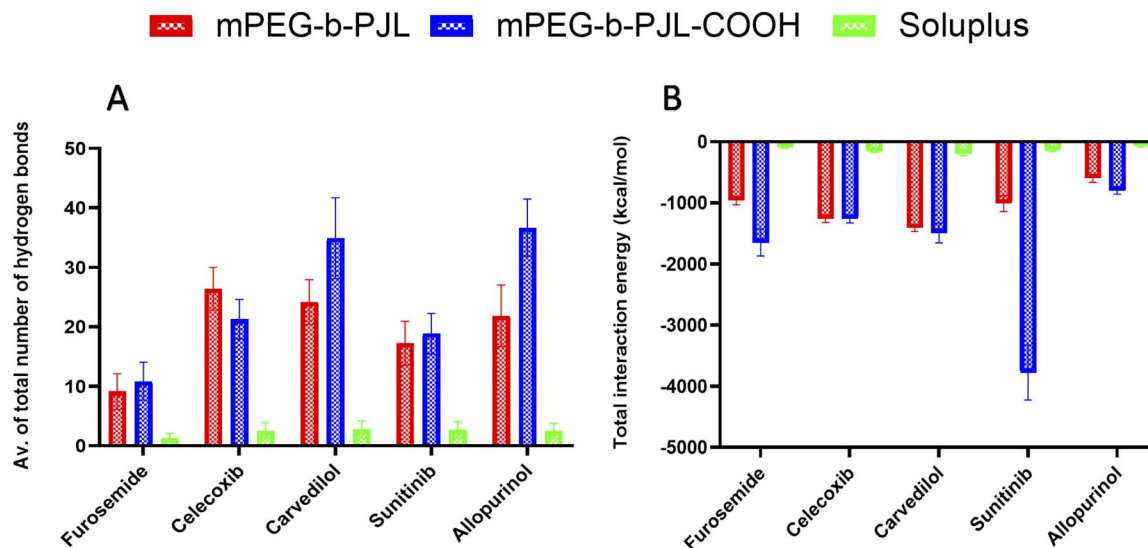 mPEG-b-PJL mPEG-b-PJL-COOH Soluplus
A
Av. of total number of hydrogen bonds
50
40
30
20
10
0
Furosemide
Celecoxib
Carvedilol
Sunitinib
Allopurinol
B
Total interaction energy (kcal/mol)
0
-1000
-2000
-3000
-4000
-5000
Furosemide
Celecoxib
Carvedilol
Sunitinib
Allopurinol